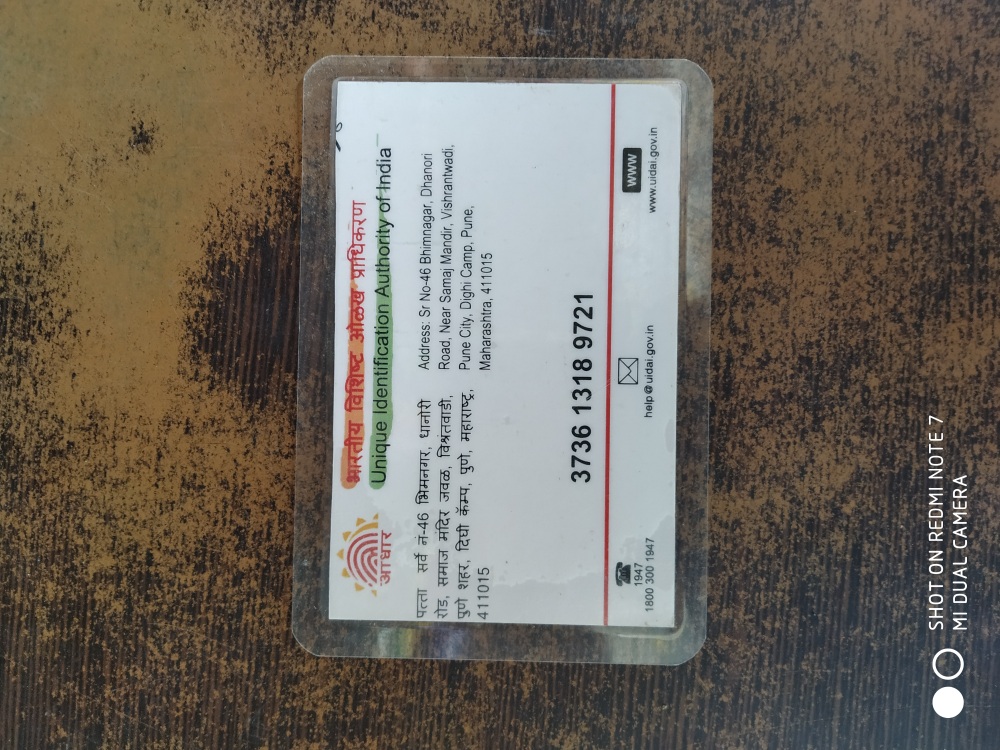 भारतीय विशिष्ट ओळख प्राधिकरण
Unique Identification Authority of India
आधार
पत्ता सर्वे नं-46 भिमनगर, धानोरी
रोड, समाज मंदिर जवळ, विश्रंतवाडी,
पुणे शहर, दिघी कॅम्प, पुणे, महाराष्ट्र,
411015
Address: Sr No-46 Bhimnagar, Dhanori
Road, Near Samaj Mandir, Vishrantwadi,
Pune City, Dighi Camp, Pune,
Maharashtra, 411015
3736 1318 9721
1947
1800 300 1947
help@uidai.gov.in
www
www.uidai.gov.in
SHOT ON REDMI NOTE 7
MI DUAL CAMERA